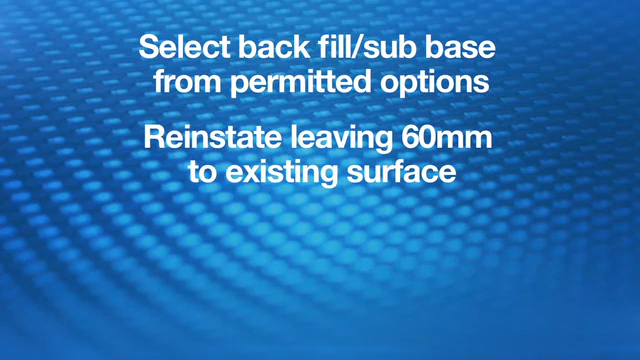 Select back fill/sub base
from permitted options
Reinstate leaving 60mm
to existing surface